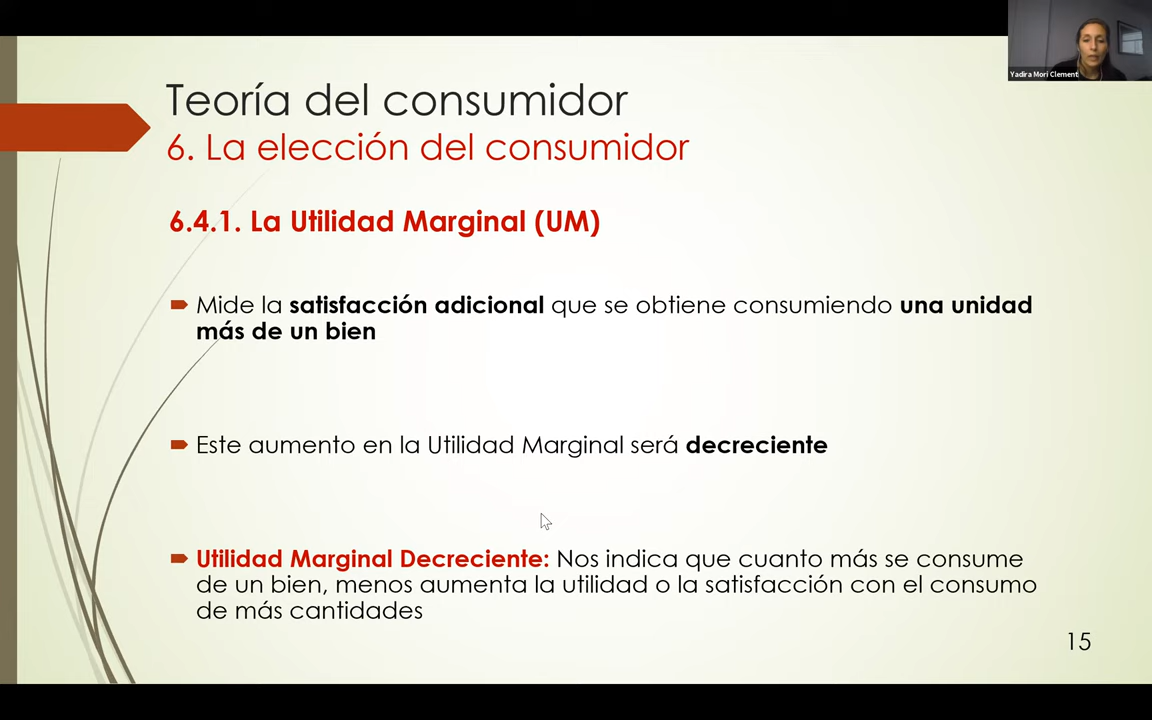 Yadira Mori Clement
Teoría del consumidor
6. La elección del consumidor
6.4.1. La Utilidad Marginal (UM)
Mide la satisfacción adicional que se obtiene consumiendo una unidad
más de un bien
Este aumento en la Utilidad Marginal será decreciente
Utilidad Marginal Decreciente: Nos indica que cuanto más se consume
de un bien, menos aumenta la utilidad o la satisfacción con el consumo
de más cantidades
15